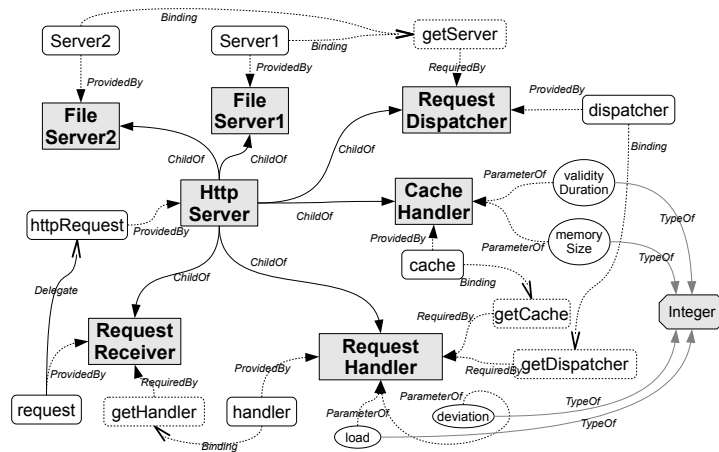 Binding
Server2
Server1
Binding
getServer
ProvidedBy
ProvidedBy
RequiredBy
File
Server2
File
Server1
Request
Dispatcher
ProvidedBy
dispatcher
Binding
ChildOf
ChildOf
ChildOf
Http
Server
ChildOf
Cache
Handler
ParameterOf
validity
Duration
httpRequest
ProvidedBy
ProvidedBy
ParameterOf
memory
Size
TypeOf
TypeOf
cache
Binding
ChildOf
ChildOf
Delegate
getCache
Integer
RequiredBy
Request
Receiver
Request
Handler
getDispatcher
RequiredBy
ProvidedBy
RequiredBy
ProvidedBy
ParameterOf
request
getHandler
handler
ParameterOf
deviation
TypeOf
TypeOf
load
Binding